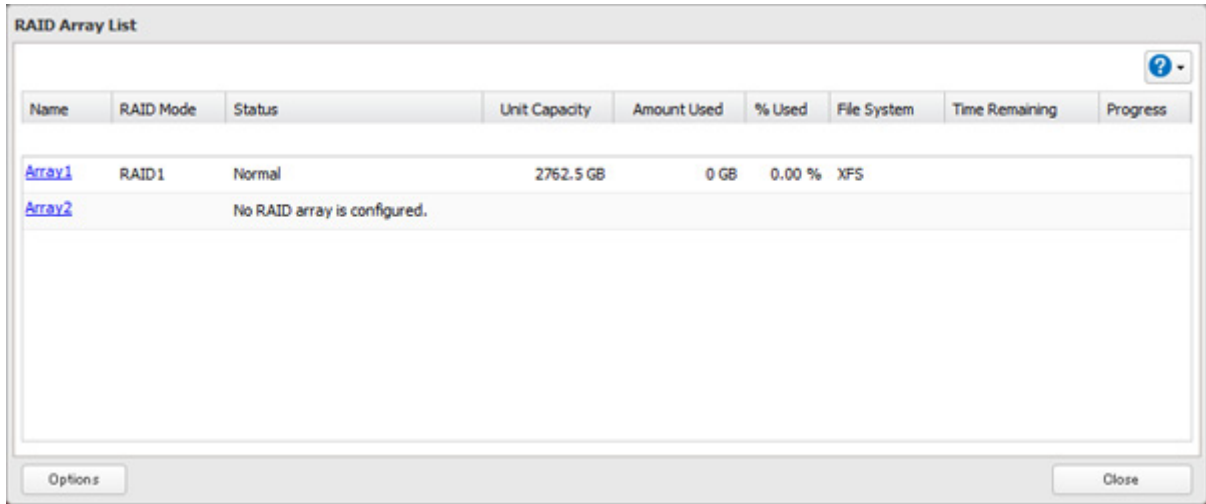 RAID Array List
?
Name RAID Mode Status Unit Capacity Amount Used % Used File System Time Remaining Progress
Array1 RAID1 Normal 2762.5 GB 0 GB 0.00 % XFS
Array2 No RAID array is configured.
Options Close